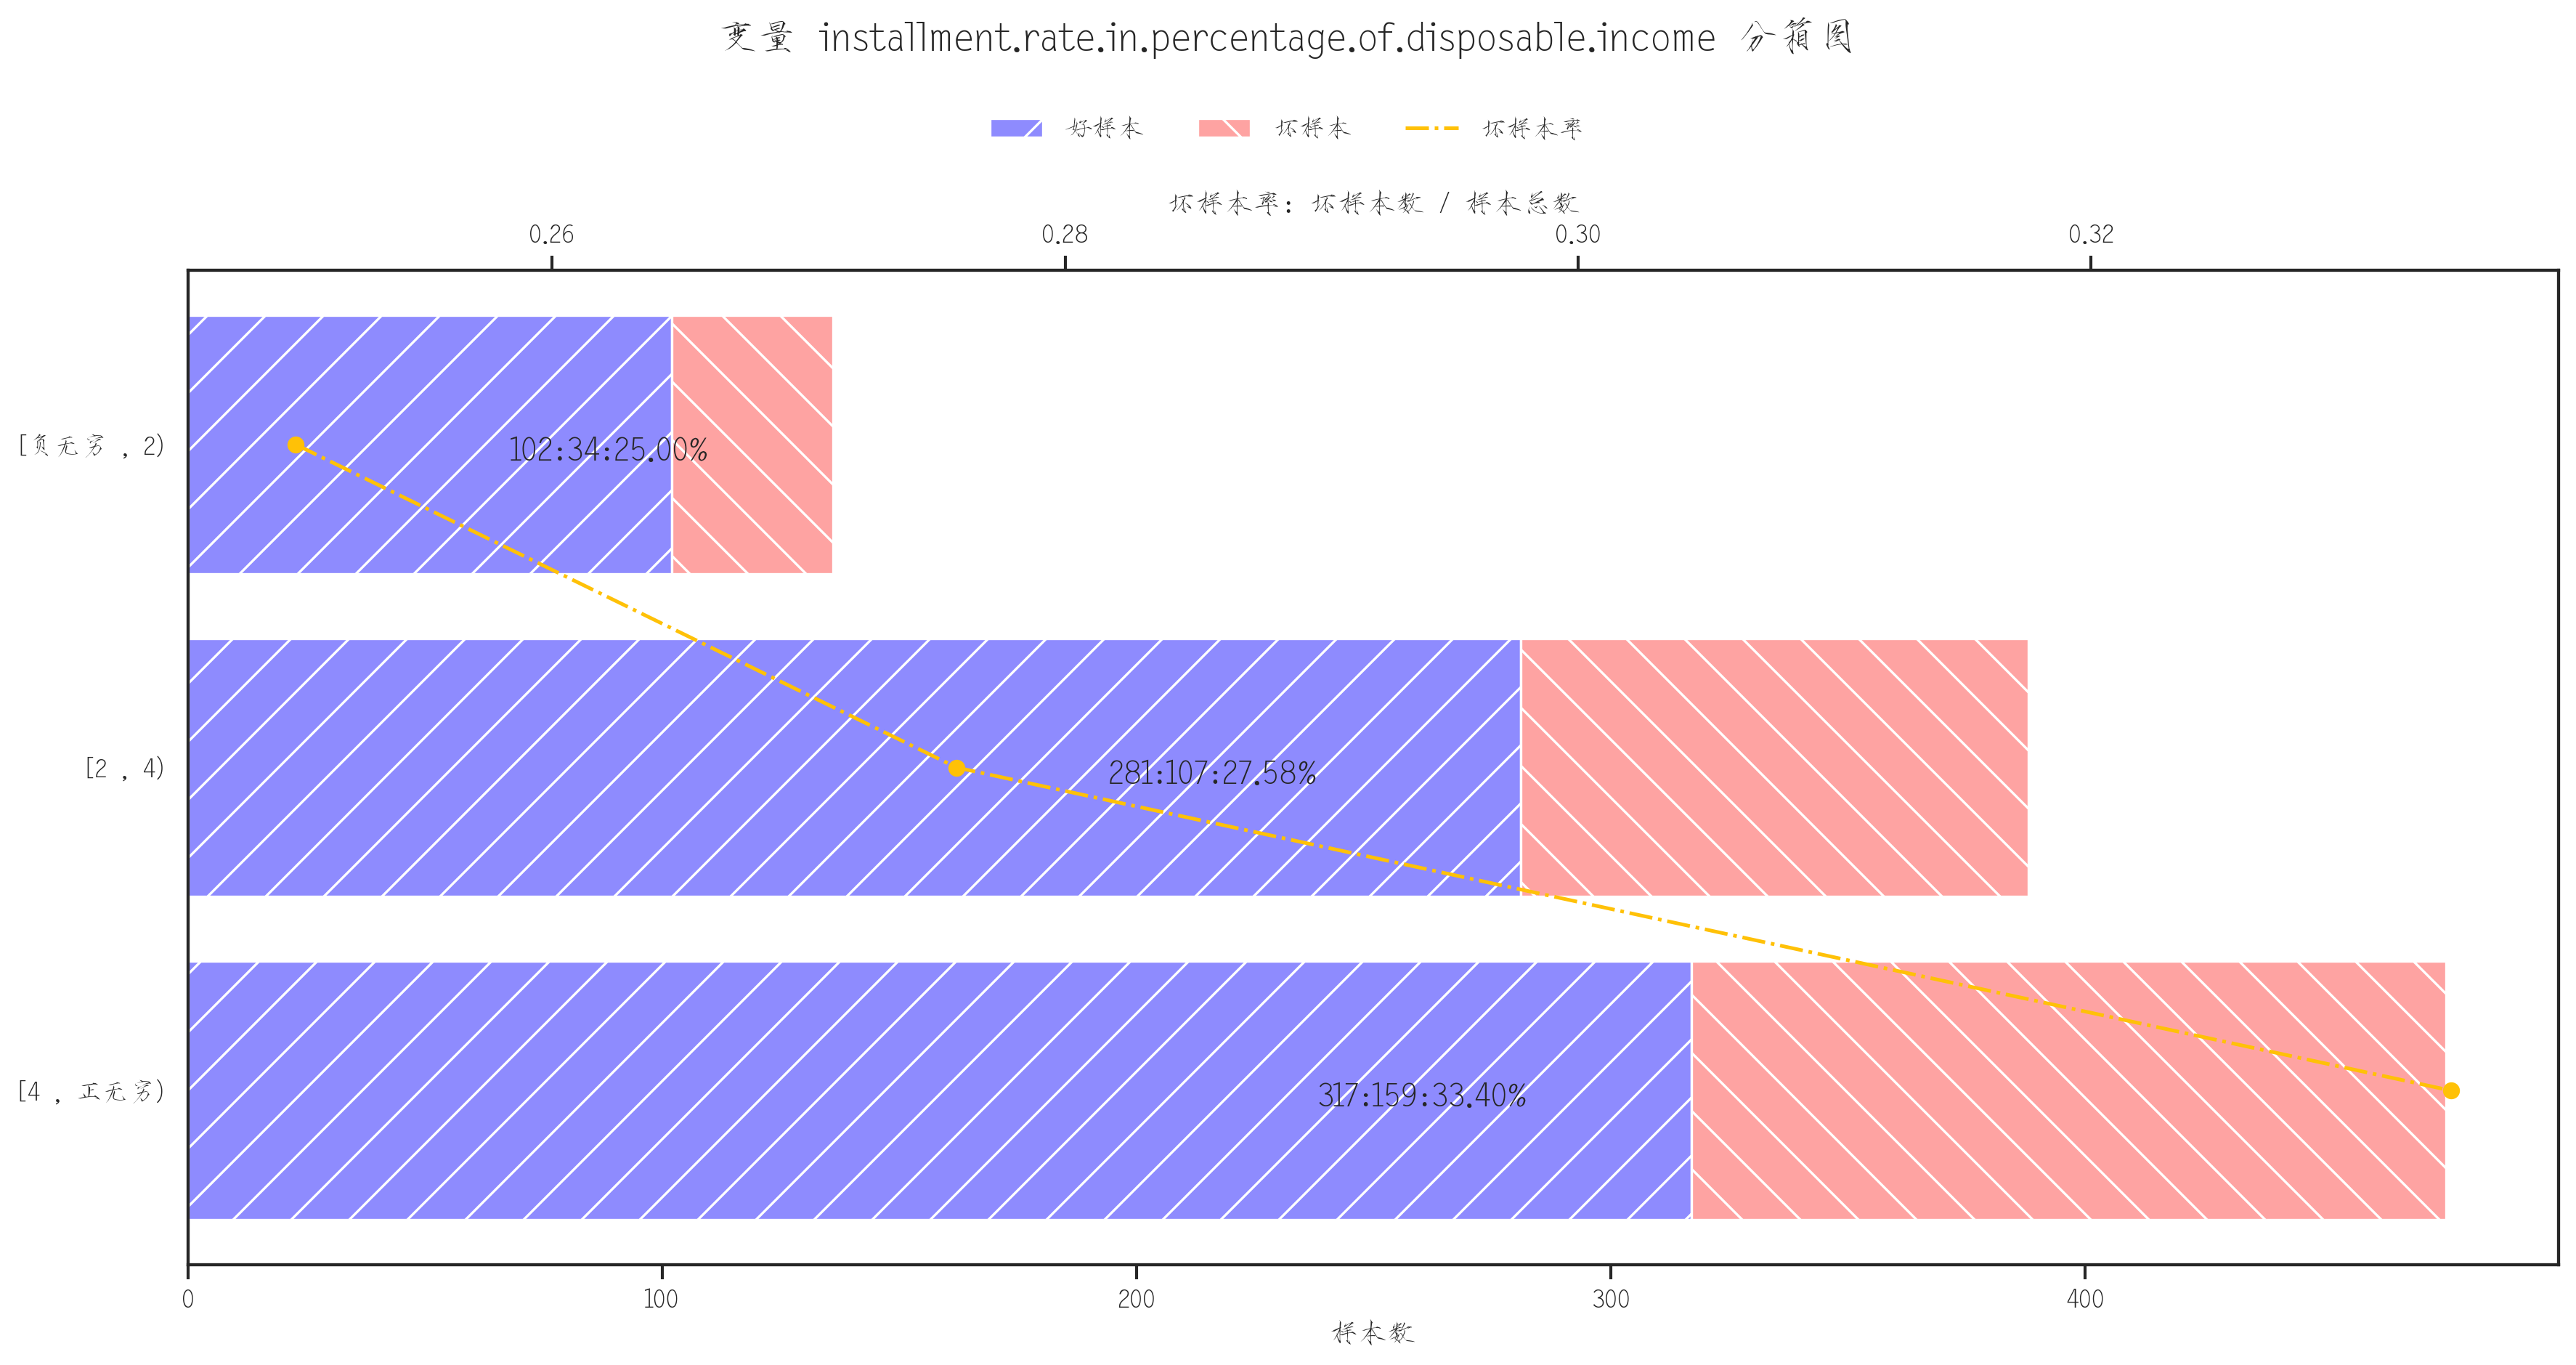 变量 installment.rate.in.percentage.of.disposable.income 分箱图
好样本 坏样本 坏样本率
坏样本率: 坏样本数 / 样本总数
0.26 0.28 0.30 0.32
[负无穷 , 2)
102:34:25.00%
[2 , 4)
281:107:27.58%
[4 , 正无穷)
317:159:33.40%
0 100 200 300 400
样本数